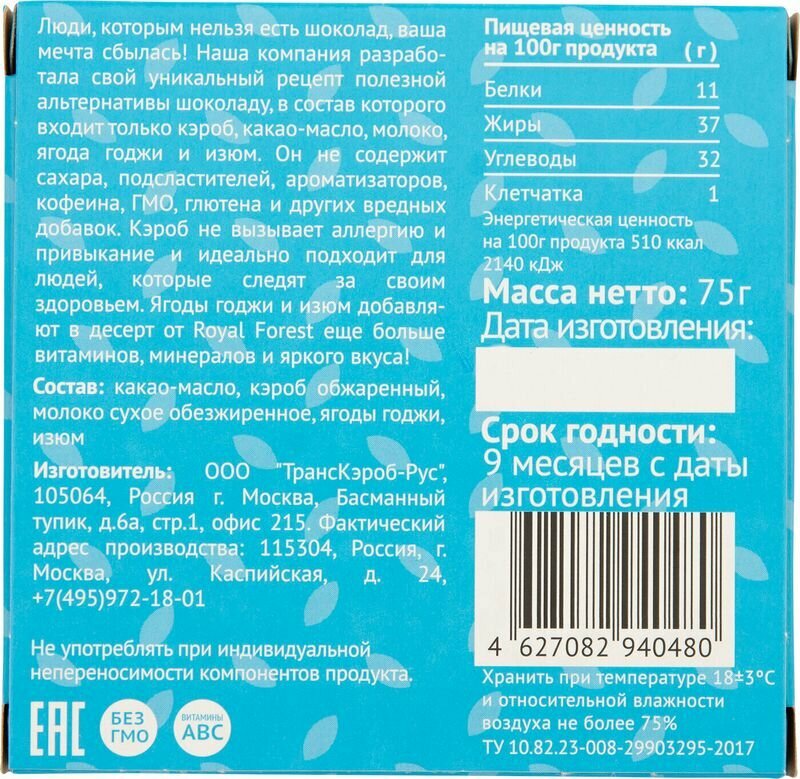 Люди, которым нельзя есть шоколад, ваша
мечта сбылась! Наша компания разрабо-
тала свой уникальный рецепт полезной
альтернативы шоколаду, в состав которого
входит только кэроб, какао-масло, молоко,
ягода годжи и изюм. Он не содержит
сахара, подсластителей, ароматизаторов,
кофеина, ГМО, глютена и других вредных
добавок. Кэроб не вызывает аллергию и
привыкание и идеально подходит для
людей, которые следят за своим
здоровьем. Ягоды годжи и изюм добавля-
ют в десерт от Royal Forest еще больше
витаминов, минералов и яркого вкуса!
Состав: какао-масло, кэроб обжаренный,
молоко сухое обезжиренное, ягоды годжи,
изюм
Изготовитель: ООО "ТрансКэроб-Рус",
105064, Россия г. Москва, Басманный
тупик, д.6а, стр.1, офис 215. Фактический
адрес производства: 115304, Россия, г.
Москва, ул. Каспийская, д. 24,
+7(495)972-18-01
Не употреблять при индивидуальной
непереносимости компонентов продукта.
EAC
БЕЗ
ГМО
ВИТАМИНЫ
ABC
Пищевая ценность
на 100г продукта (г)
Белки 11
Жиры 37
Углеводы 32
Клетчатка 1
Энергетическая ценность
на 100г продукта 510 ккал
2140 кДж
Масса нетто: 75г
Дата изготовления:
Срок годности:
9 месяцев с даты
изготовления
4 627082 940480
Хранить при температуре 18±3°C
и относительной влажности
воздуха не более 75%
ТУ 10.82.23-008-29903295-2017